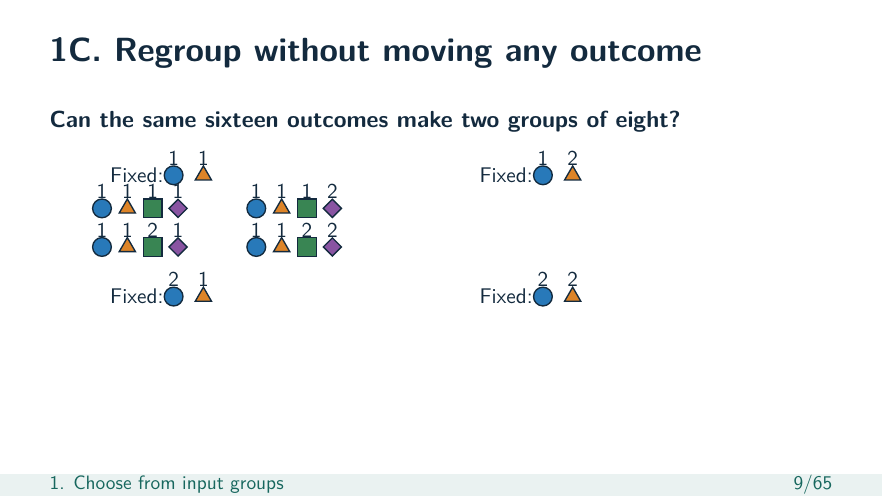 1C. Regroup without moving any outcome
Can the same sixteen outcomes make two groups of eight?
1 1
Fixed:
1 2
Fixed:
1 1 1 1
1 1 1 2
1 1 2 1
1 1 2 2
2 1
Fixed:
2 2
Fixed:
1. Choose from input groups
9/65